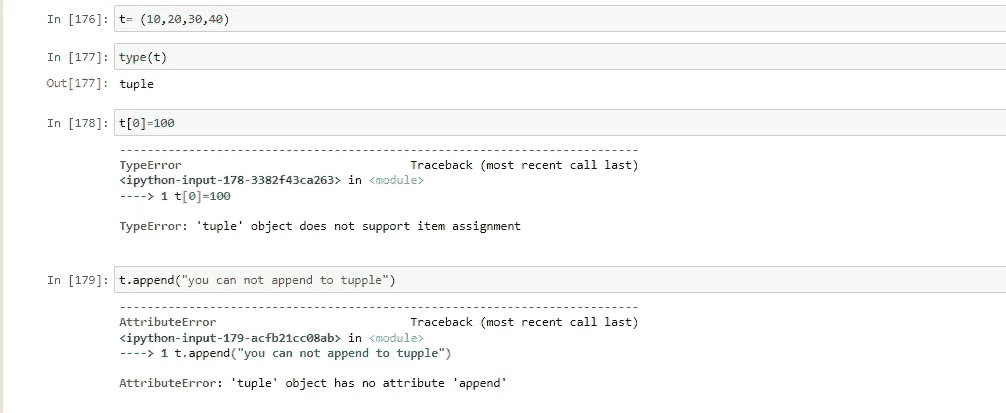 In [176]: t= (10,20,30,40)
In [177]: type(t)
Out[177]: tuple
In [178]: t[0]=100
---------------------------------------------------------------------------
TypeError Traceback (most recent call last)
<ipython-input-178-3382f43ca263> in <module>
----> 1 t[0]=100
TypeError: 'tuple' object does not support item assignment
In [179]: t.append("you can not append to tupple")
---------------------------------------------------------------------------
AttributeError Traceback (most recent call last)
<ipython-input-179-acfb21cc08ab> in <module>
----> 1 t.append("you can not append to tupple")
AttributeError: 'tuple' object has no attribute 'append'